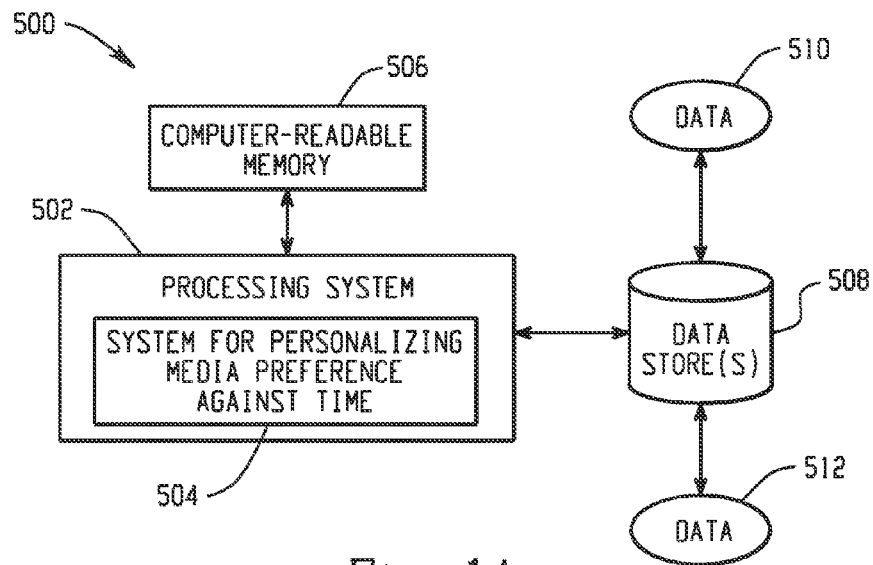 500
506
510
COMPUTER-READABLE
MEMORY
DATA
502
PROCESSING SYSTEM
508
SYSTEM FOR PERSONALIZING
MEDIA PREFERENCE
AGAINST TIME
DATA
STORE(S)
504
512
DATA